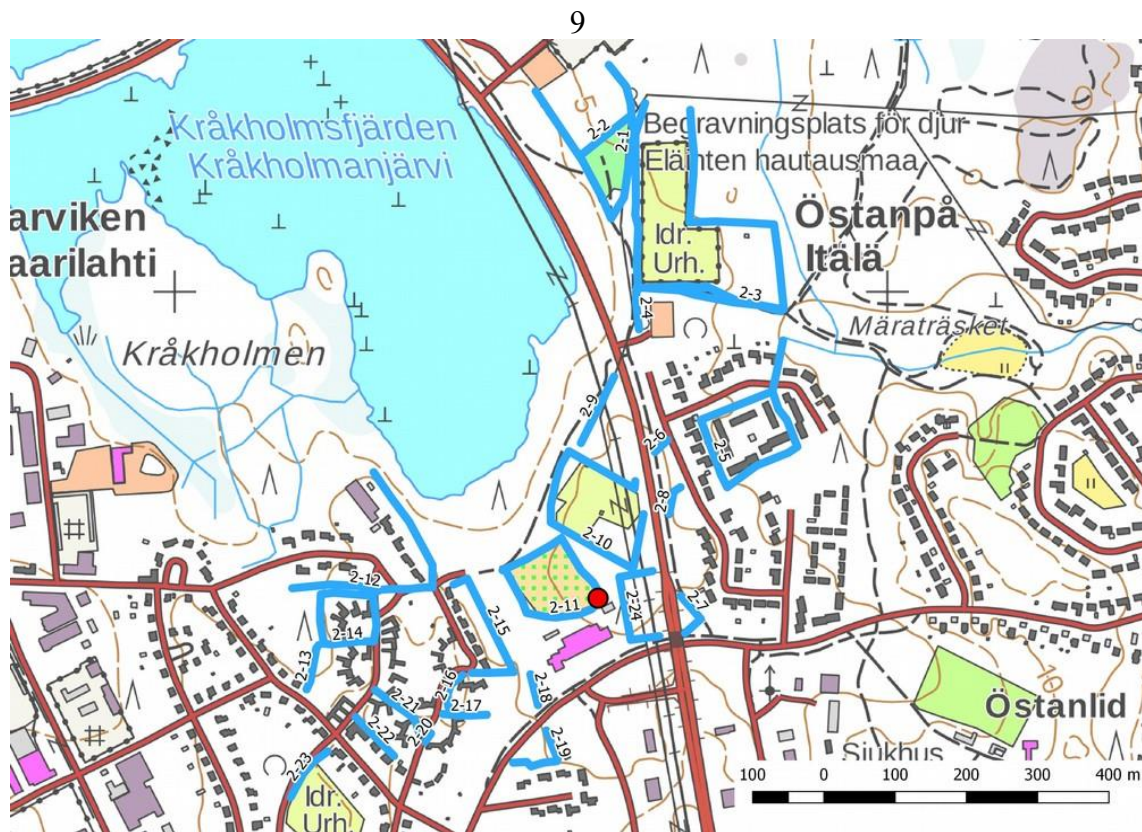 9
Kråkholmsfjärden
Kråkholmanjärvi
5
2-2
2-1
Begravningsplats för djur
Eläinten hautausmaa
arviken
aarilahti
Östanpå
Itälä
Idr.
Urh.
2-3
2-4
Kråkholmen
Märaträsket
2-9
2-6
2-5
2-8
2-10
2-12
2-11
2-24
2-7
2-15
2-14
2-13
2-16
2-18
2-21
2-17
2-20
2-22
2-19
2-23
10
Östanlid
Sjukhus
Idr.
Urh.
100 0 100 200 300 400 m